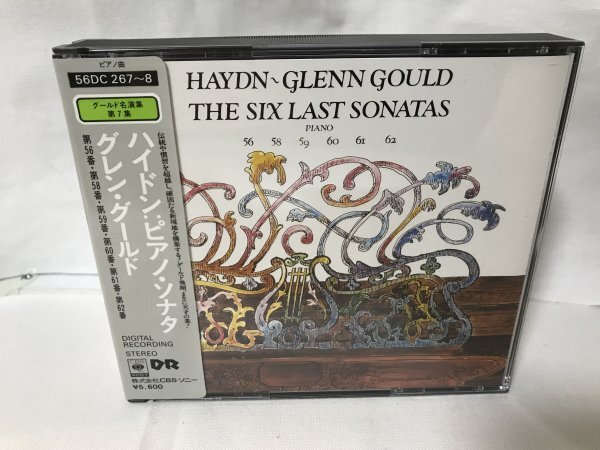 ピアノ曲
56DC 267~8
グールド名演集
第7集
ハイドン:ピアノ・ソナタ
グレン・グールド
第56番・第58番・第59番・第60番・第61番・第62番
DIGITAL
RECORDING
STEREO
CBS
SONY
DR
株式会社CBS・ソニー
¥5,600
HAYDN~GLENN GOULD
THE SIX LAST SONATAS
PIANO
56 58 59 60 61 62